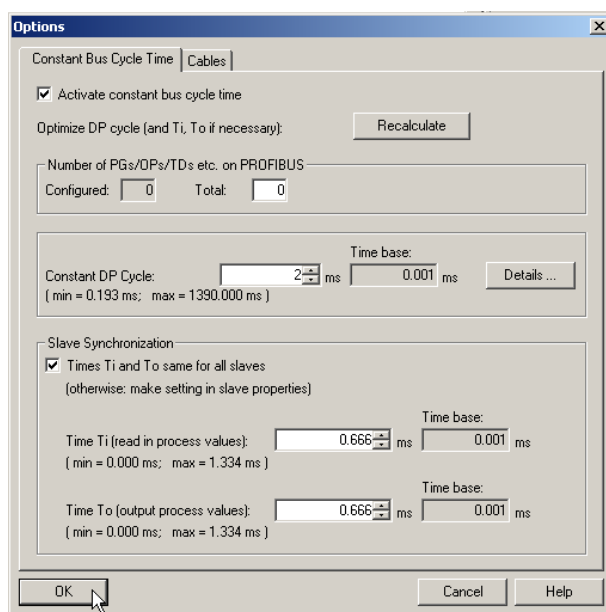 Options
Constant Bus Cycle Time Cables
Activate constant bus cycle time
Optimize DP cycle (and Ti, To if necessary): Recalculate
Number of PGs/OPs/TDs etc. on PROFIBUS
Configured: 0 Total: 0
Time base:
Constant DP Cycle: 2 ms 0.001 ms Details ...
( min = 0.193 ms; max = 1390.000 ms )
Slave Synchronization
Times Ti and To same for all slaves
(otherwise: make setting in slave properties)
Time base:
Time Ti (read in process values): 0.666 ms 0.001 ms
( min = 0.000 ms; max = 1.334 ms )
Time base:
Time To (output process values): 0.666 ms 0.001 ms
( min = 0.000 ms; max = 1.334 ms )
OK Cancel Help